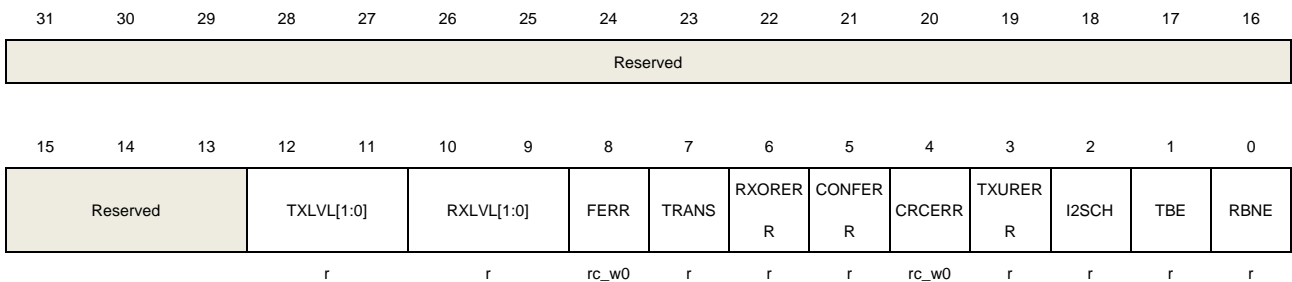 31 30 29 28 27 26 25 24 23 22 21 20 19 18 17 16
Reserved
15 14 13 12 11 10 9 8 7 6 5 4 3 2 1 0
Reserved TXLVL[1:0] RXLVL[1:0] FERR TRANS RXORER CONFER CRCERR TXURER I2SCH TBE RBNE
R R R
r r rc_w0 r r r rc_w0 r r r r